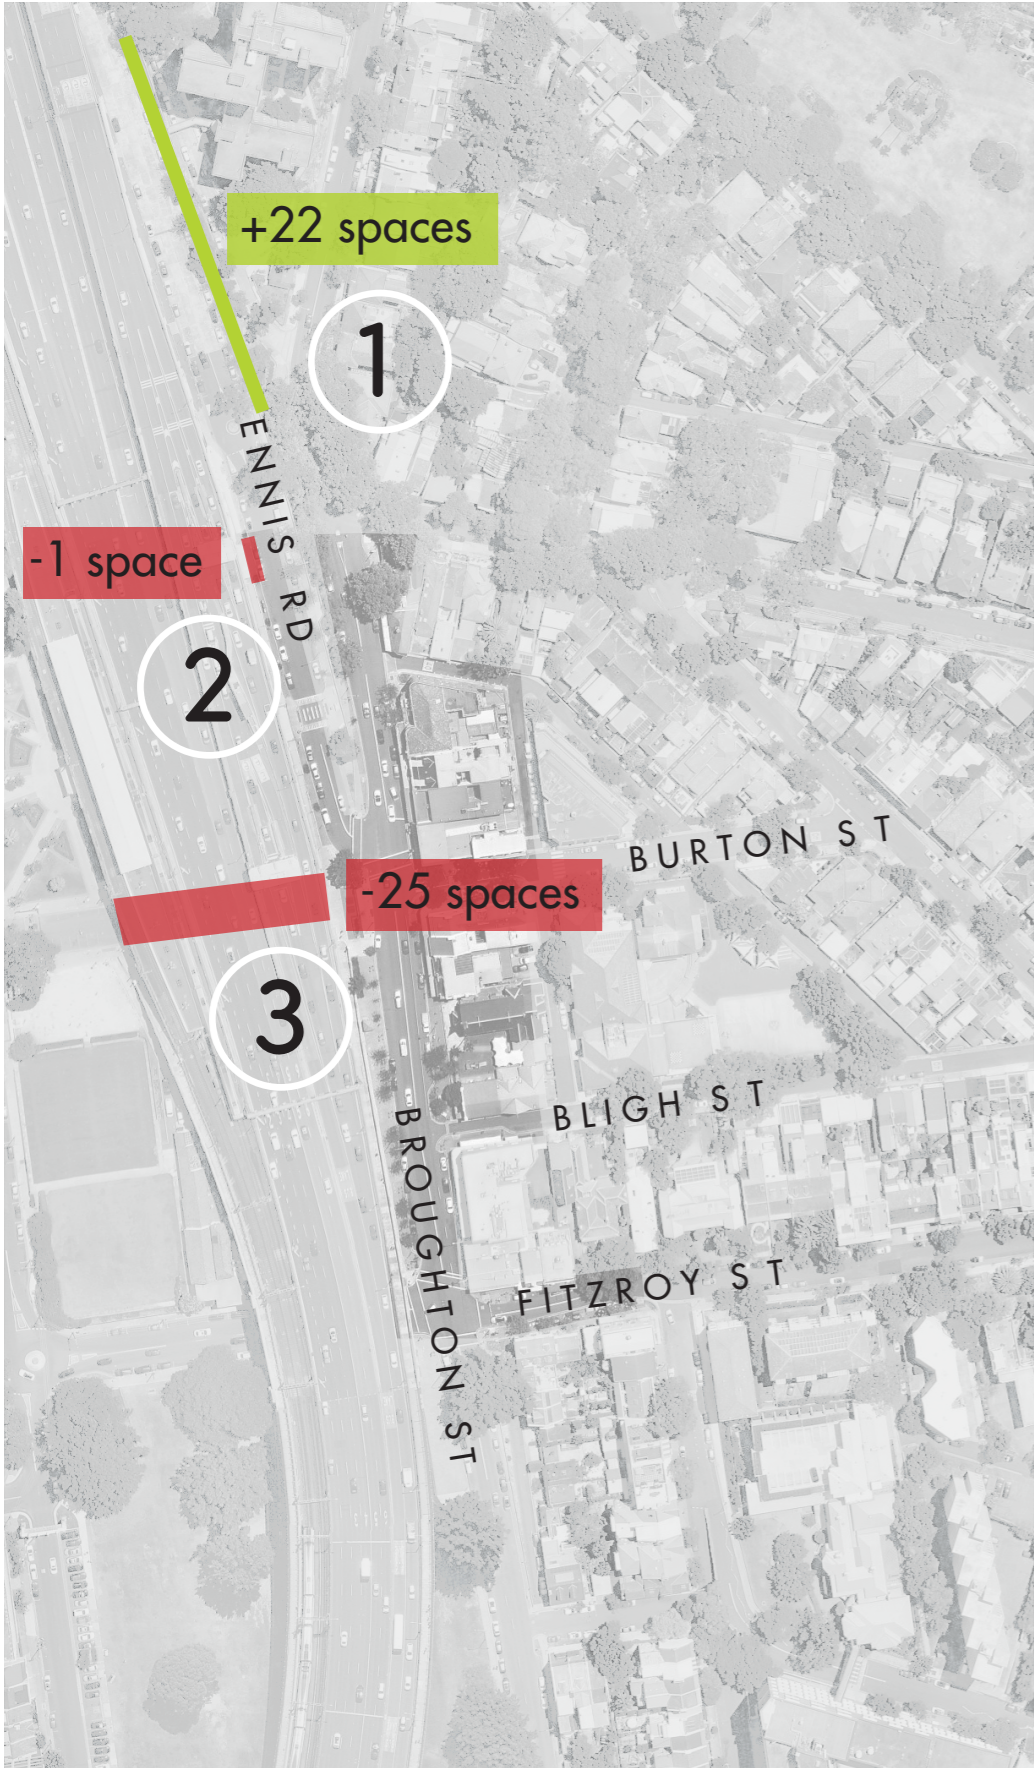 +22 spaces
1
ENNIS RD
-1 space
2
BURTON ST
-25 spaces
3
BLIGH ST
BROUGHTON ST
FITZROY ST